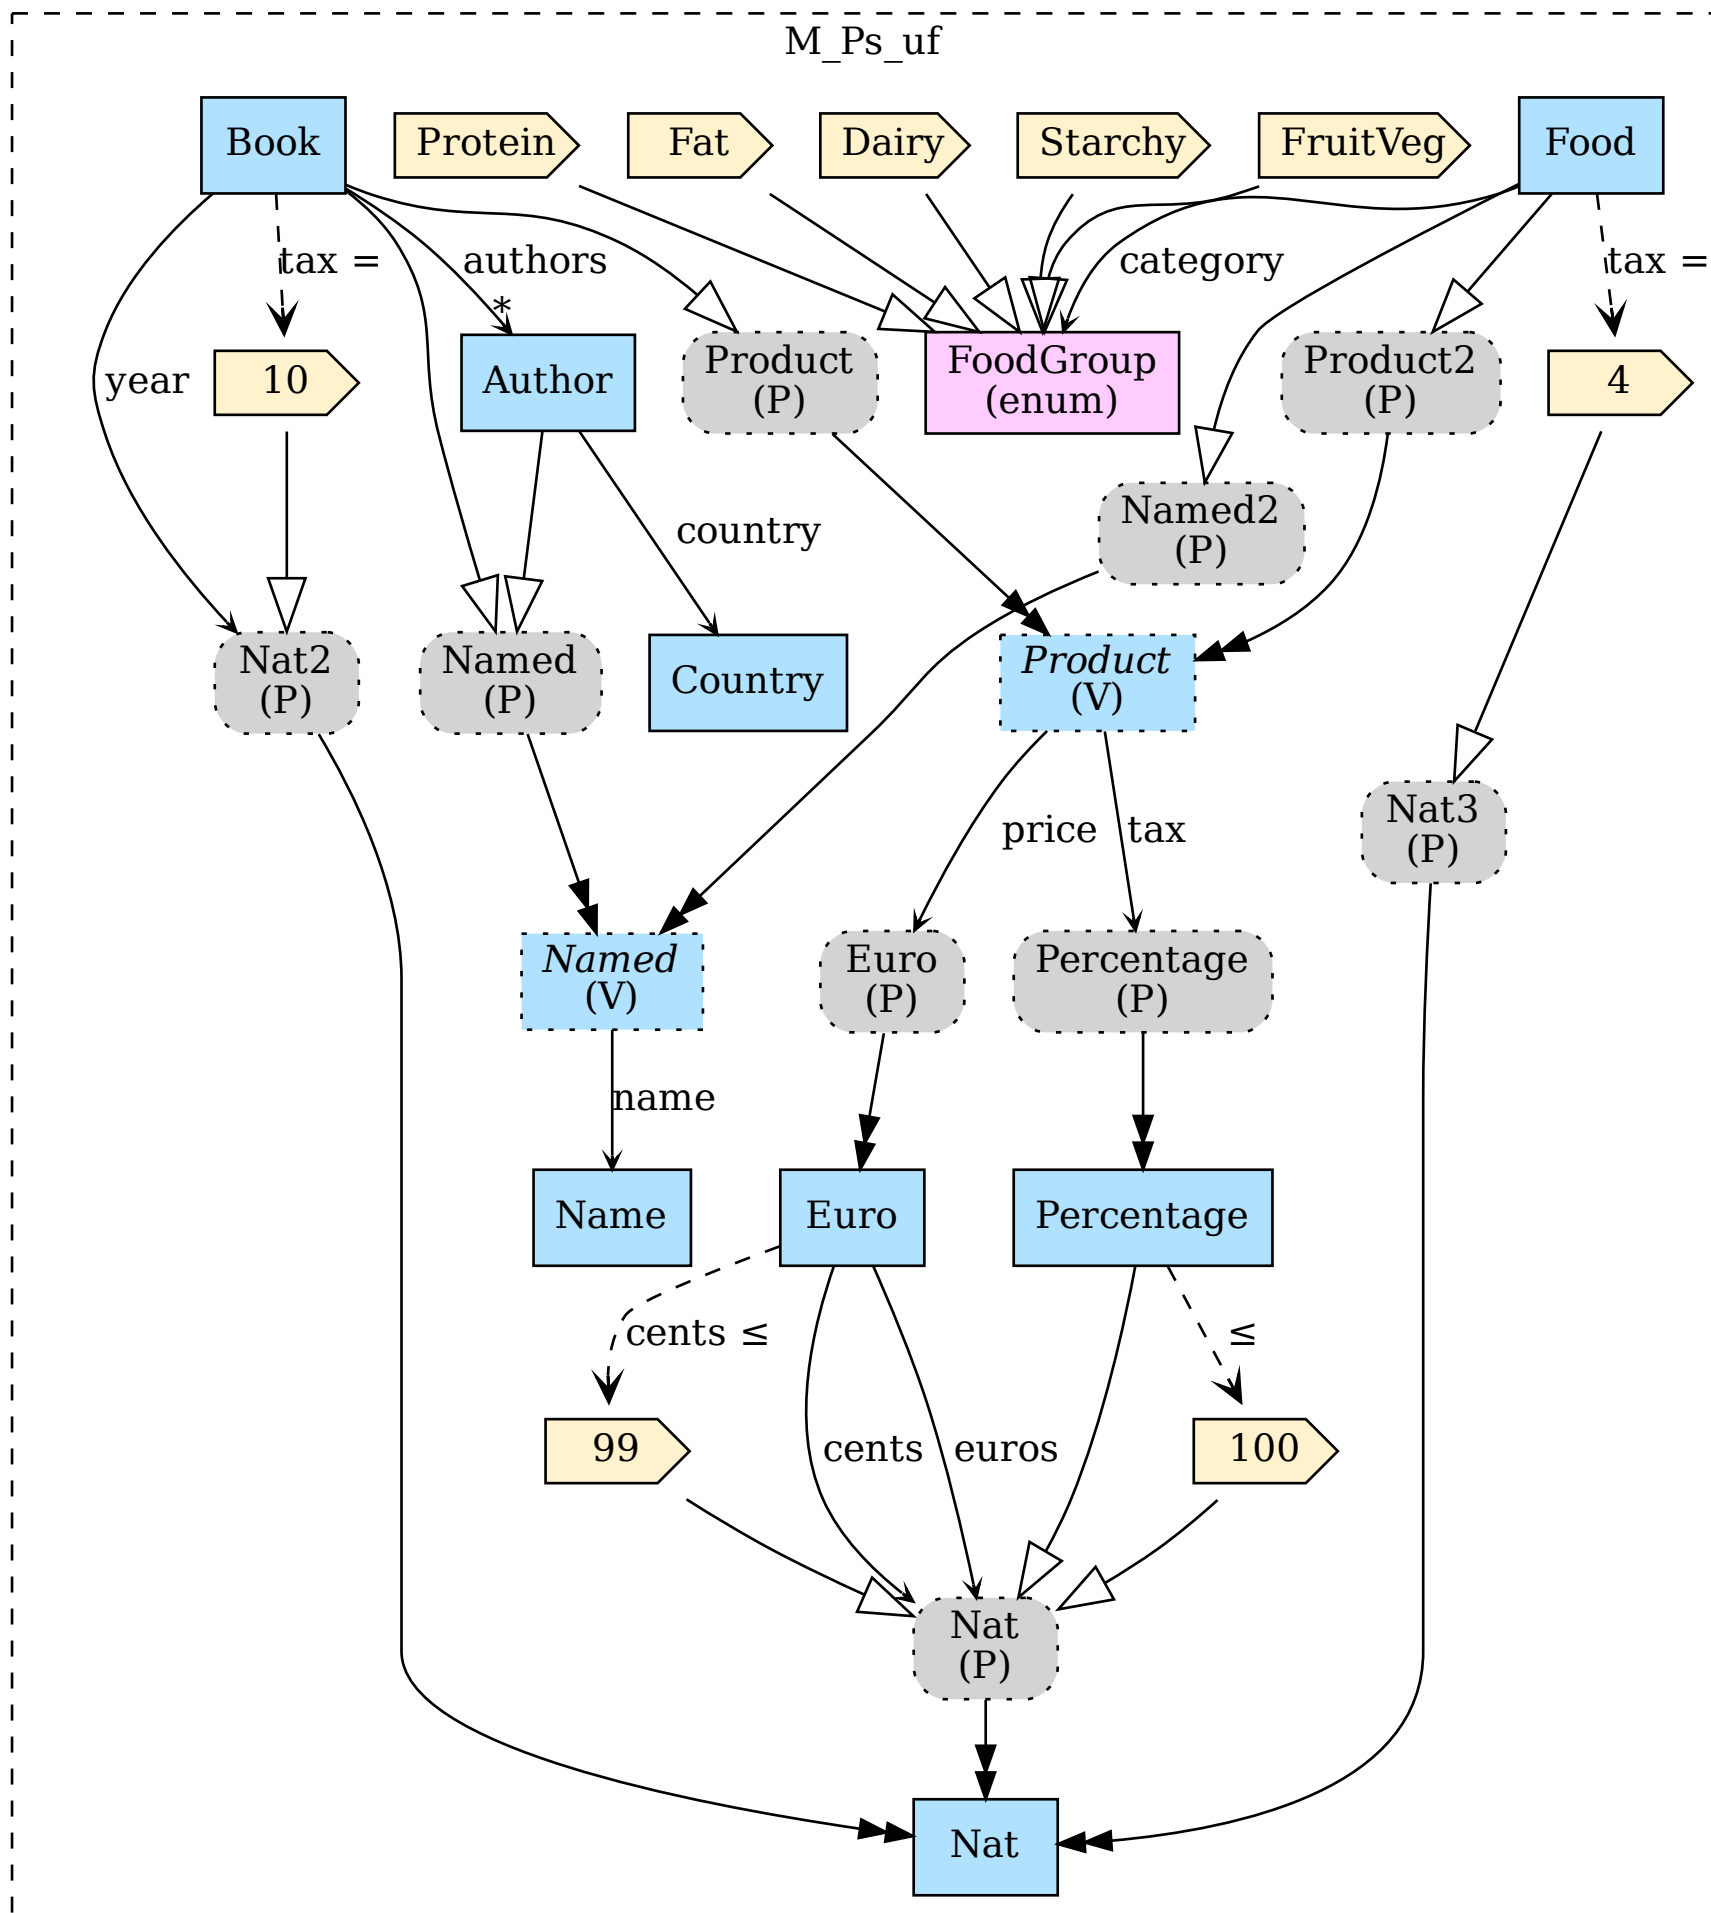 M_Ps_uf
Book
Protein
Fat
Dairy
Starchy
FruitVeg
Food
tax =
authors
category
tax =
*
year
10
Author
Product
(P)
FoodGroup
(enum)
Product2
(P)
4
country
Named2
(P)
Nat2
(P)
Named
(P)
Country
Product
(V)
price
tax
Nat3
(P)
Named
(V)
Euro
(P)
Percentage
(P)
name
Name
Euro
Percentage
cents ≤
≤
99
cents
euros
100
Nat
(P)
Nat